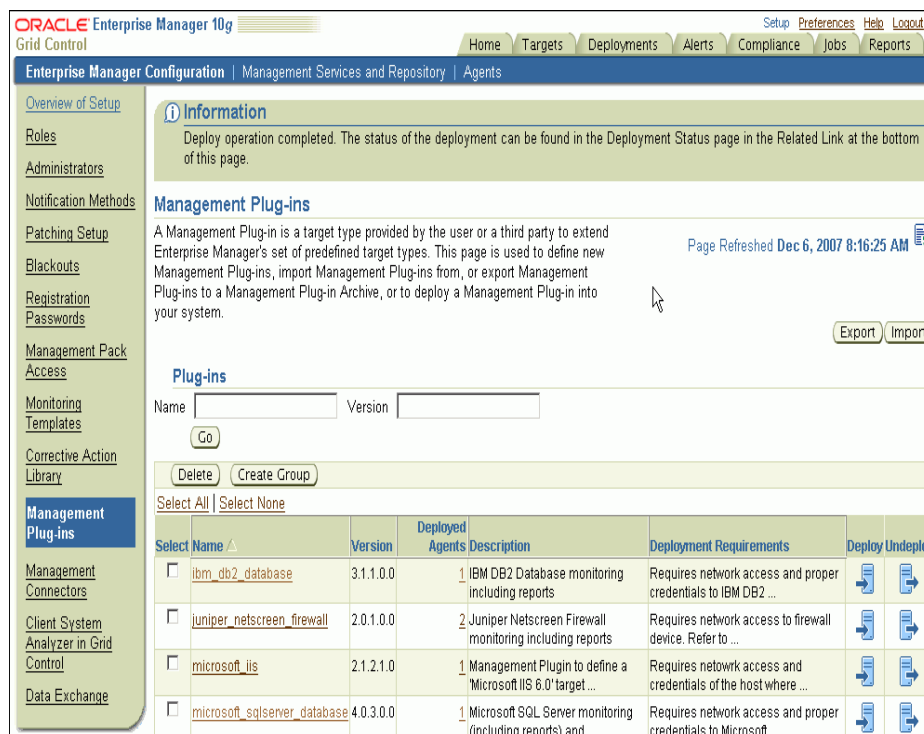 ORACLE Enterprise Manager 10g
Grid Control
Setup Preferences Help Logout
Home Targets Deployments Alerts Compliance Jobs Reports
Enterprise Manager Configuration | Management Services and Repository | Agents
Overview of Setup
Roles
Administrators
Notification Methods
Patching Setup
Blackouts
Registration
Passwords
Management Pack
Access
Monitoring
Templates
Corrective Action
Library
Management
Plug-ins
Management
Connectors
Client System
Analyzer in Grid
Control
Data Exchange
Information
Deploy operation completed. The status of the deployment can be found in the Deployment Status page in the Related Link at the bottom
of this page.
Management Plug-ins
A Management Plug-in is a target type provided by the user or a third party to extend
Enterprise Manager's set of predefined target types. This page is used to define new
Management Plug-ins, import Management Plug-ins from, or export Management
Plug-ins to a Management Plug-in Archive, or to deploy a Management Plug-in into
your system.
Page Refreshed Dec 6, 2007 8:16:25 AM
Export Impor
Plug-ins
Name Version
Go
Delete Create Group
Select All | Select None
Select Name Version Deployed Agents Description Deployment Requirements Deploy Undeplo
ibm_db2_database 3.1.1.0.0 1 IBM DB2 Database monitoring Requires network access and proper
including reports credentials to IBM DB2 ...
juniper_netscreen_firewall 2.0.1.0.0 2 Juniper Netscreen Firewall Requires network access to firewall
monitoring including reports device. Refer to ...
microsoft_iis 2.1.2.1.0 1 Management Plugin to define a Requires netowrk access and
'Microsoft IIS 6.0' target ... credentials of the host where ...
microsoft_sqlserver_database 4.0.3.0.0 1 Microsoft SQL Server monitoring Requires network access and proper
(including reports) and credentials to Microsoft